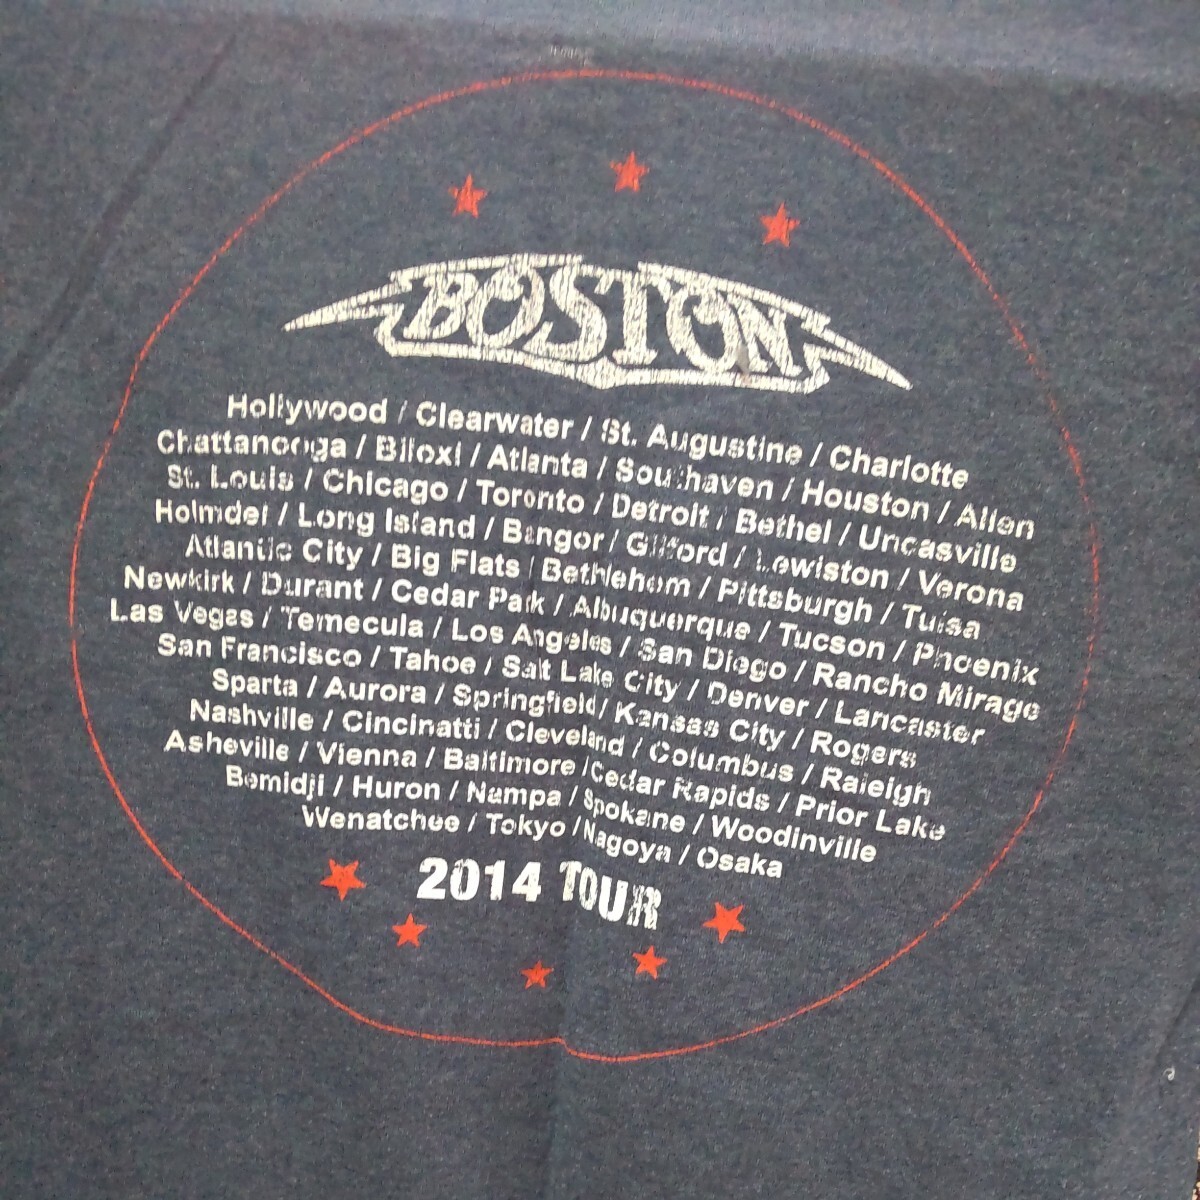 BOSTON
Hollywood / Clearwater / St. Augustine / Charlotte
Chattanooga / Biloxi / Atlanta / Southaven / Houston / Allen
St. Louis / Chicago / Toronto / Detroit / Bethel / Uncasville
Holmdel / Long Island / Bangor / Gilford / Lewiston / Verona
Atlantic City / Big Flats / Bethlehem / Pittsburgh / Tulsa
Newkirk / Durant / Cedar Park / Albuquerque / Tucson / Phoenix
Las Vegas / Temecula / Los Angeles / San Diego / Rancho Mirage
San Francisco / Tahoe / Salt Lake City / Denver / Lancaster
Sparta / Aurora / Springfield / Kansas City / Rogers
Nashville / Cincinatti / Cleveland / Columbus / Raleigh
Asheville / Vienna / Baltimore / Cedar Rapids / Prior Lake
Bemidji / Huron / Nampa / Spokane / Woodinville
Wenatchee / Tokyo / Nagoya / Osaka
2014 TOUR